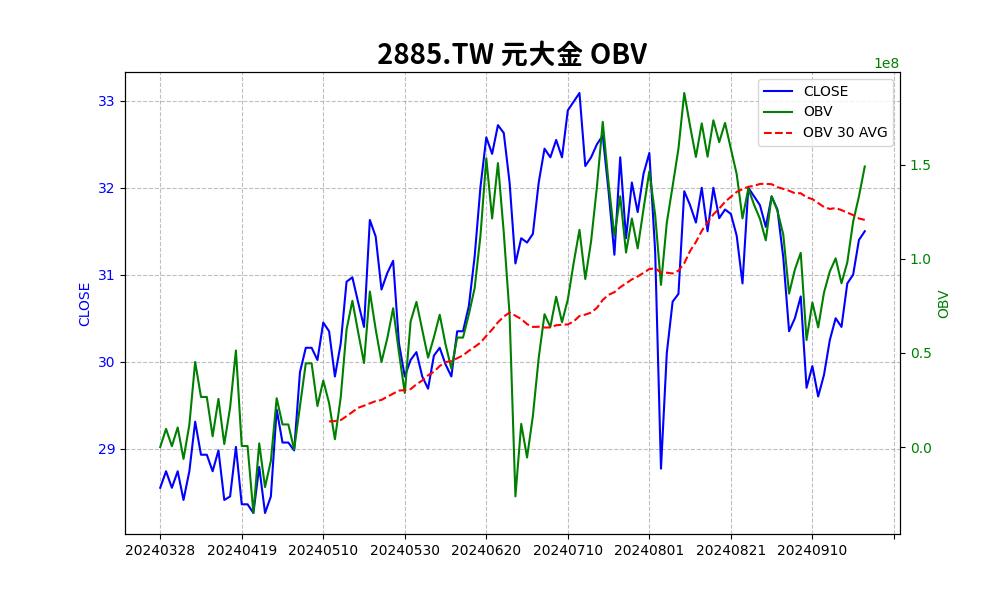 2885.TW 元大金 OBV
1e8
CLOSE
OBV
OBV 30 AVG
33
32
31
30
29
CLOSE
1.5
1.0
0.5
0.0
OBV
20240328 20240419 20240510 20240530 20240620 20240710 20240801 20240821 20240910